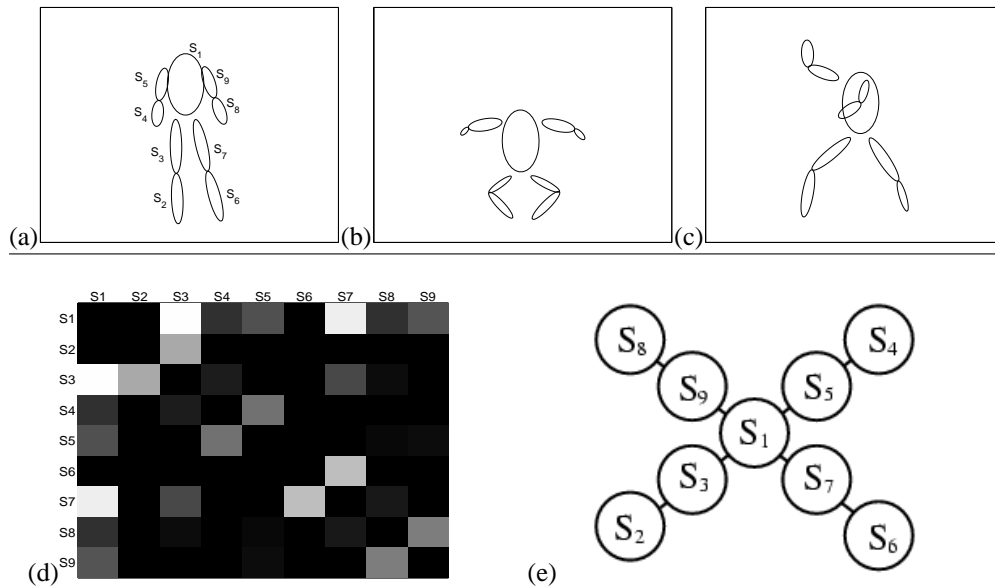 S1
S5 S9
S4 S8
S3 S7
S2 S6
(a) (b) (c)
S1 S2 S3 S4 S5 S6 S7 S8 S9
S1
S2
S3
S4
S5
S6
S7
S8
S9
(d)
S8 S4
S9 S5
S1
S3 S7
S2 S6
(e)